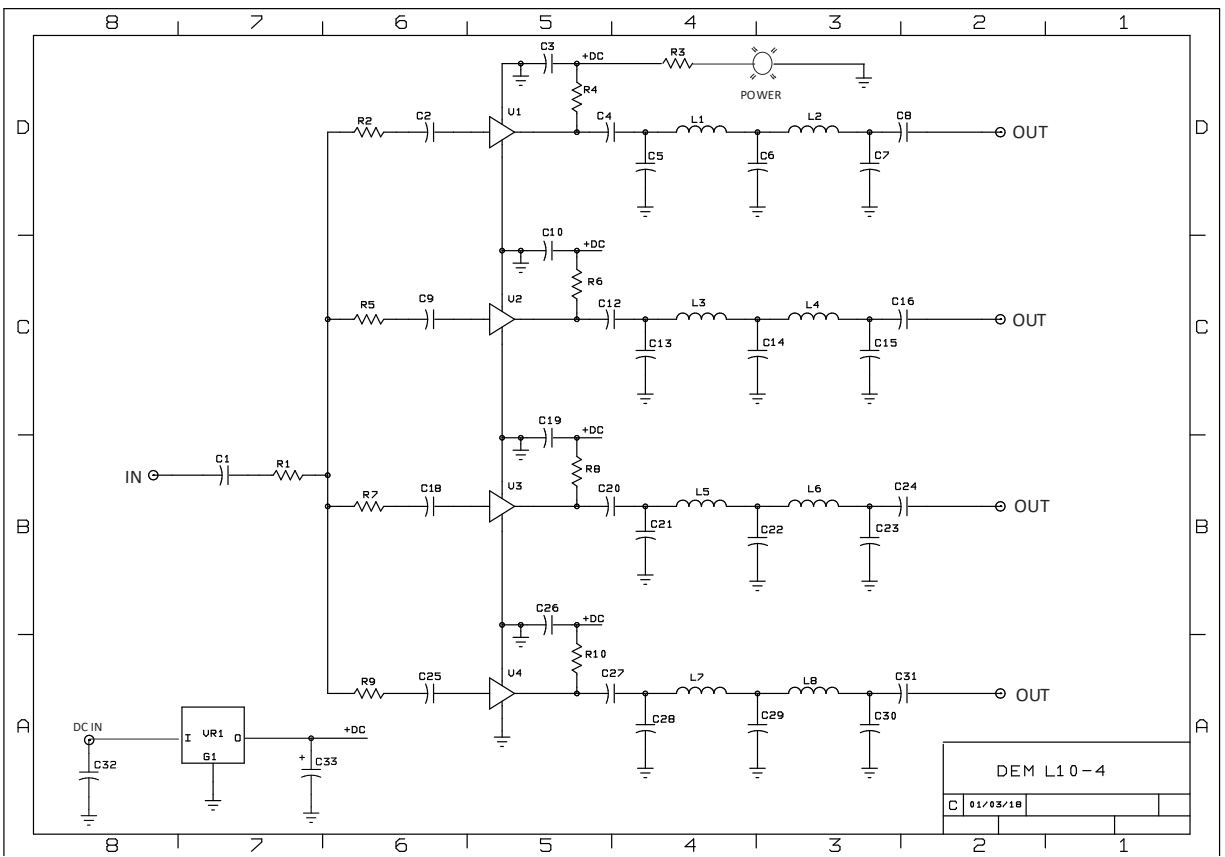 8 7 6 5 4 3 2 1
C3 +DC R3
POWER
R4
D R2 C2 U1 C4 L1 L2 C8 OUT D
C5 C6 C7
C10 +DC
R6
C R5 C9 U2 C12 L3 L4 C16 OUT C
C13 C14 C15
C19 +DC
R8
IN C1 R1
B R7 C18 U3 C20 L5 L6 C24 OUT B
C21 C22 C23
C26 +DC
R10
R9 C25 U4 C27 L7 L8 C31 OUT
A C28 C29 C30 A
DC IN I VR1 O +DC
G1
C32 + C33
DEM L10-4
C 01/03/18
8 7 6 5 4 3 2 1